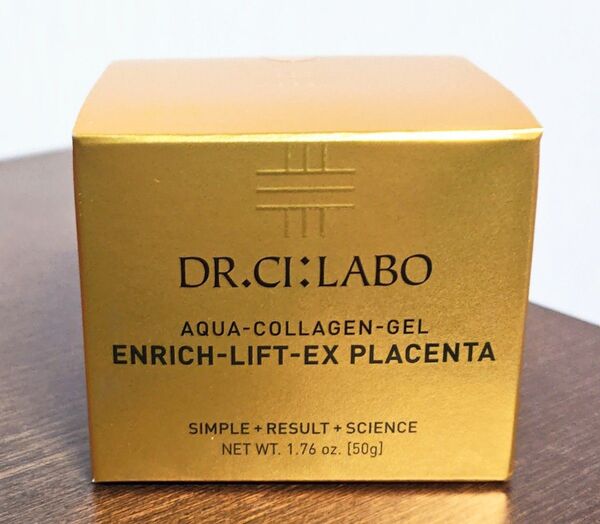 DR.CI:LABO
AQUA-COLLAGEN-GEL
ENRICH-LIFT-EX PLACENTA
SIMPLE+RESULT+SCIENCE
NET WT. 1.76 oz. [50g]